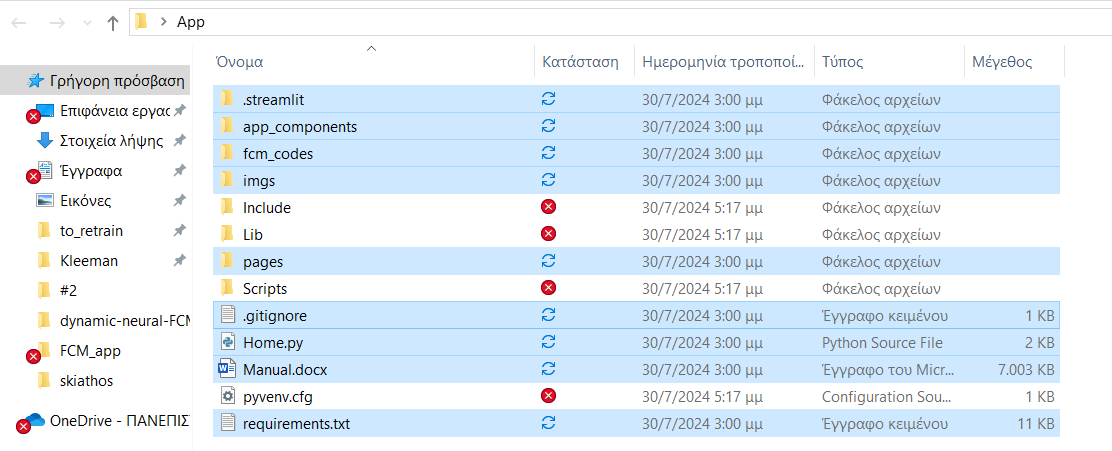 App
Όνομα Κατάσταση Ημερομηνία τροποποί... Τύπος Μέγεθος
Γρήγορη πρόσβαση
Επιφάνεια εργασ
Στοιχεία λήψης
Έγγραφα
Εικόνες
to_retrain
Kleeman
#2
dynamic-neural-FCM
FCM_app
skiathos
OneDrive - ΠΑΝΕΠΙΣΤ
.streamlit 30/7/2024 3:00 μμ Φάκελος αρχείων
app_components 30/7/2024 3:00 μμ Φάκελος αρχείων
fcm_codes 30/7/2024 3:00 μμ Φάκελος αρχείων
imgs 30/7/2024 3:00 μμ Φάκελος αρχείων
Include 30/7/2024 5:17 μμ Φάκελος αρχείων
Lib 30/7/2024 5:17 μμ Φάκελος αρχείων
pages 30/7/2024 3:00 μμ Φάκελος αρχείων
Scripts 30/7/2024 5:17 μμ Φάκελος αρχείων
.gitignore 30/7/2024 3:00 μμ Έγγραφο κειμένου 1 KB
Home.py 30/7/2024 3:00 μμ Python Source File 2 KB
Manual.docx 30/7/2024 3:00 μμ Έγγραφο του Micr... 7.003 KB
pyvenv.cfg 30/7/2024 5:17 μμ Configuration Sou... 1 KB
requirements.txt 30/7/2024 3:00 μμ Έγγραφο κειμένου 11 KB